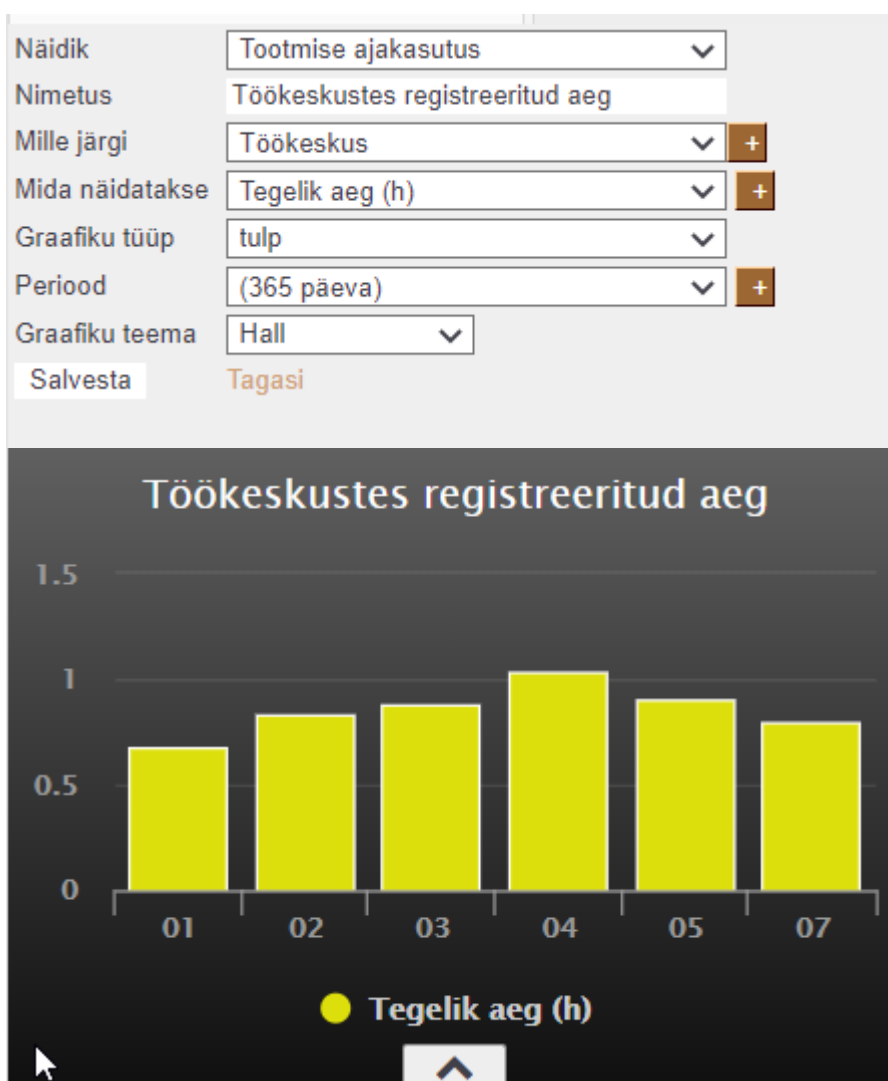 Näidik Tootmise ajakasutus
Nimetus Töökeskustes registreeritud aeg
Mille järgi Töökeskus +
Mida näidatakse Tegelik aeg (h) +
Graafiku tüüp tulp
Periood (365 päeva) +
Graafiku teema Hall
Salvesta Tagasi
Töökeskustes registreeritud aeg
1.5
1
0.5
0
01 02 03 04 05 07
Tegelik aeg (h)